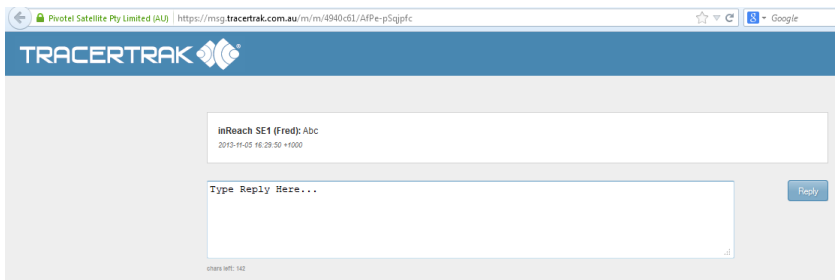 Pivotel Satellite Pty Limited (AU) https://msg.tracertrak.com.au/m/m/4940c61/AfPe-pSqjpfc 8 Google
TRACERTRAK
inReach SE1 (Fred): Abc
2013-11-05 16:29:50 +1000
Type Reply Here...
Reply
chars left: 142